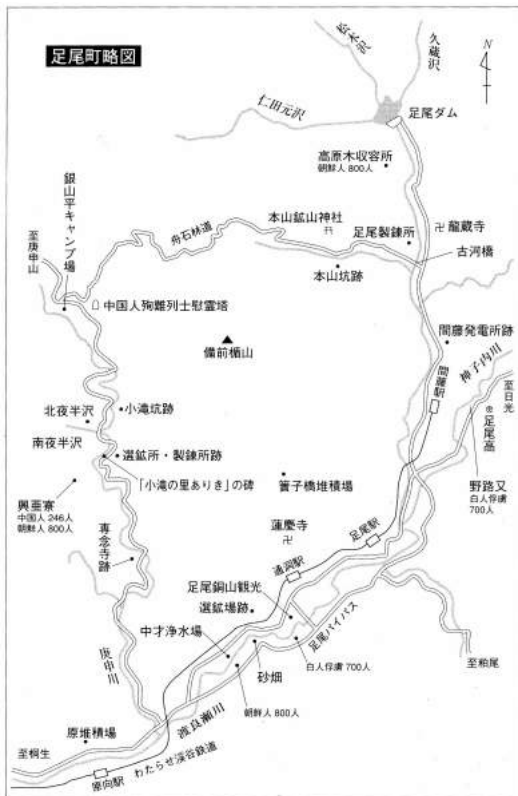 足尾町略図
松木沢
久蔵沢
N
仁田元沢
足尾ダム
高原木収容所
朝鮮人800人
銀山平キャンプ場
至庚申山
舟石林道
本山鉱山神社
足尾製錬所
龍蔵寺
古河橋
本山坑跡
中国人殉難烈士慰霊塔
備前楯山
間藤発電所跡
神子内川
間藤駅
至日光
足尾高
北夜半沢
小滝坑跡
南夜半沢
選鉱所・製錬所跡
「小滝の里ありき」の碑
簀子橋堆積場
野路又
白人俘虜
700人
興亜寮
中国人246人
朝鮮人800人
蓮慶寺
専念寺跡
足尾駅
通洞駅
足尾銅山観光
選鉱場跡
中才浄水場
足尾バイパス
庚申川
白人俘虜700人
砂畑
至粕尾
朝鮮人800人
渡良瀬川
原堆積場
至桐生
わたらせ渓谷鉄道
原向駅